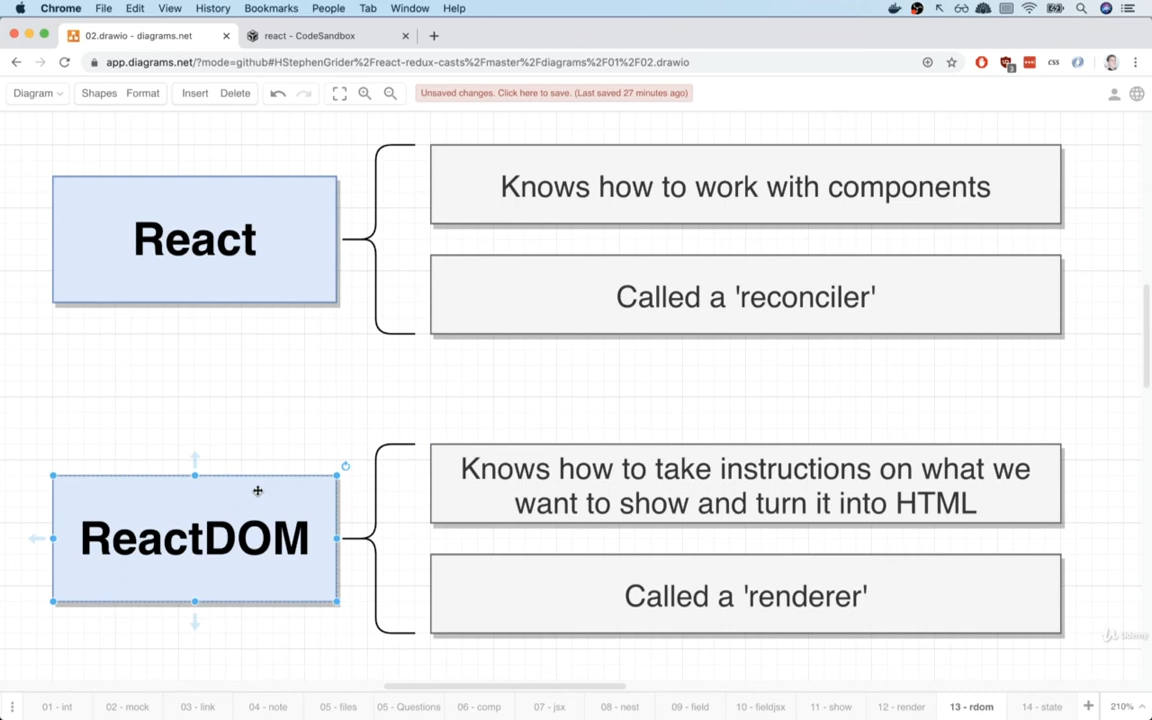 Chrome File Edit View History Bookmarks People Tab Window Help
02.drawio - diagrams.net react - CodeSandbox
app.diagrams.net/?mode=github#HStephenGrider%2Freact-redux-casts%2Fmaster%2Fdiagrams%2F01%2F02.drawio
Diagram Shapes Format Insert Delete Unsaved changes. Click here to save. (Last saved 27 minutes ago)
Knows how to work with components
React
Called a 'reconciler'
Knows how to take instructions on what we
want to show and turn it into HTML
ReactDOM
Called a 'renderer'
Udemy
01 - int 02 - mock 03 - link 04 - note 05 - files 05 - Questions 06 - comp 07 - jsx 08 - nest 09 - field 10 - fieldjsx 11 - show 12 - render 13 - rdom 14 - state 210%